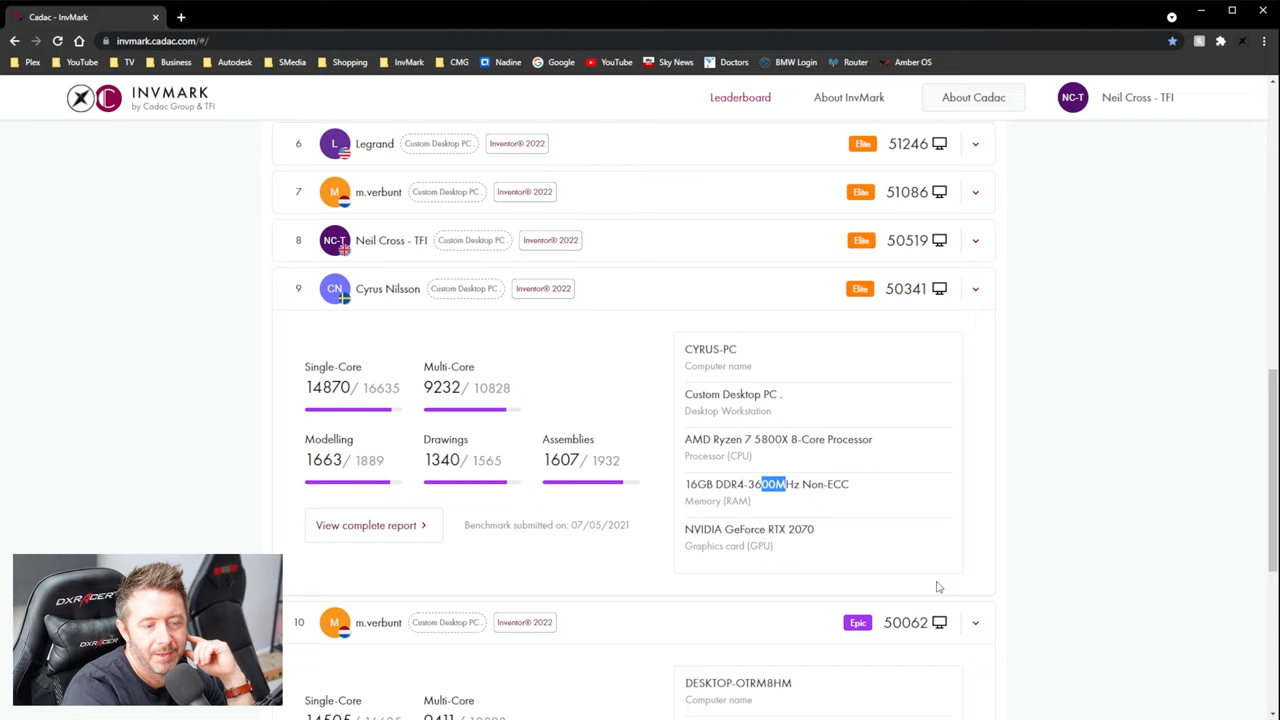 Cadac - InvMark
invmark.cadac.com/#/
Plex YouTube TV Business Autodesk SMedia Shopping InvMark CMG Nadine Google YouTube Sky News Doctors BMW Login Router Amber OS
INVMARK
by Cadac Group & TFI
Leaderboard About InvMark About Cadac NC-T Neil Cross - TFI
6 L Legrand Custom Desktop PC . Inventor® 2022 Elite 51246
7 M m.verbunt Custom Desktop PC . Inventor® 2022 Elite 51086
8 NC-T Neil Cross - TFI Custom Desktop PC . Inventor® 2022 Elite 50519
9 CN Cyrus Nilsson Custom Desktop PC . Inventor® 2022 Elite 50341
Single-Core Multi-Core
14870/ 16635 9232/ 10828
Modelling Drawings Assemblies
1663/ 1889 1340/ 1565 1607/ 1932
View complete report Benchmark submitted on: 07/05/2021
CYRUS-PC
Computer name
Custom Desktop PC .
Desktop Workstation
AMD Ryzen 7 5800X 8-Core Processor
Processor (CPU)
16GB DDR4-3600MHz Non-ECC
Memory (RAM)
NVIDIA GeForce RTX 2070
Graphics card (GPU)
10 M m.verbunt Custom Desktop PC . Inventor® 2022 Epic 50062
Single-Core Multi-Core
DESKTOP-OTRM8HM
Computer name
DXRACER